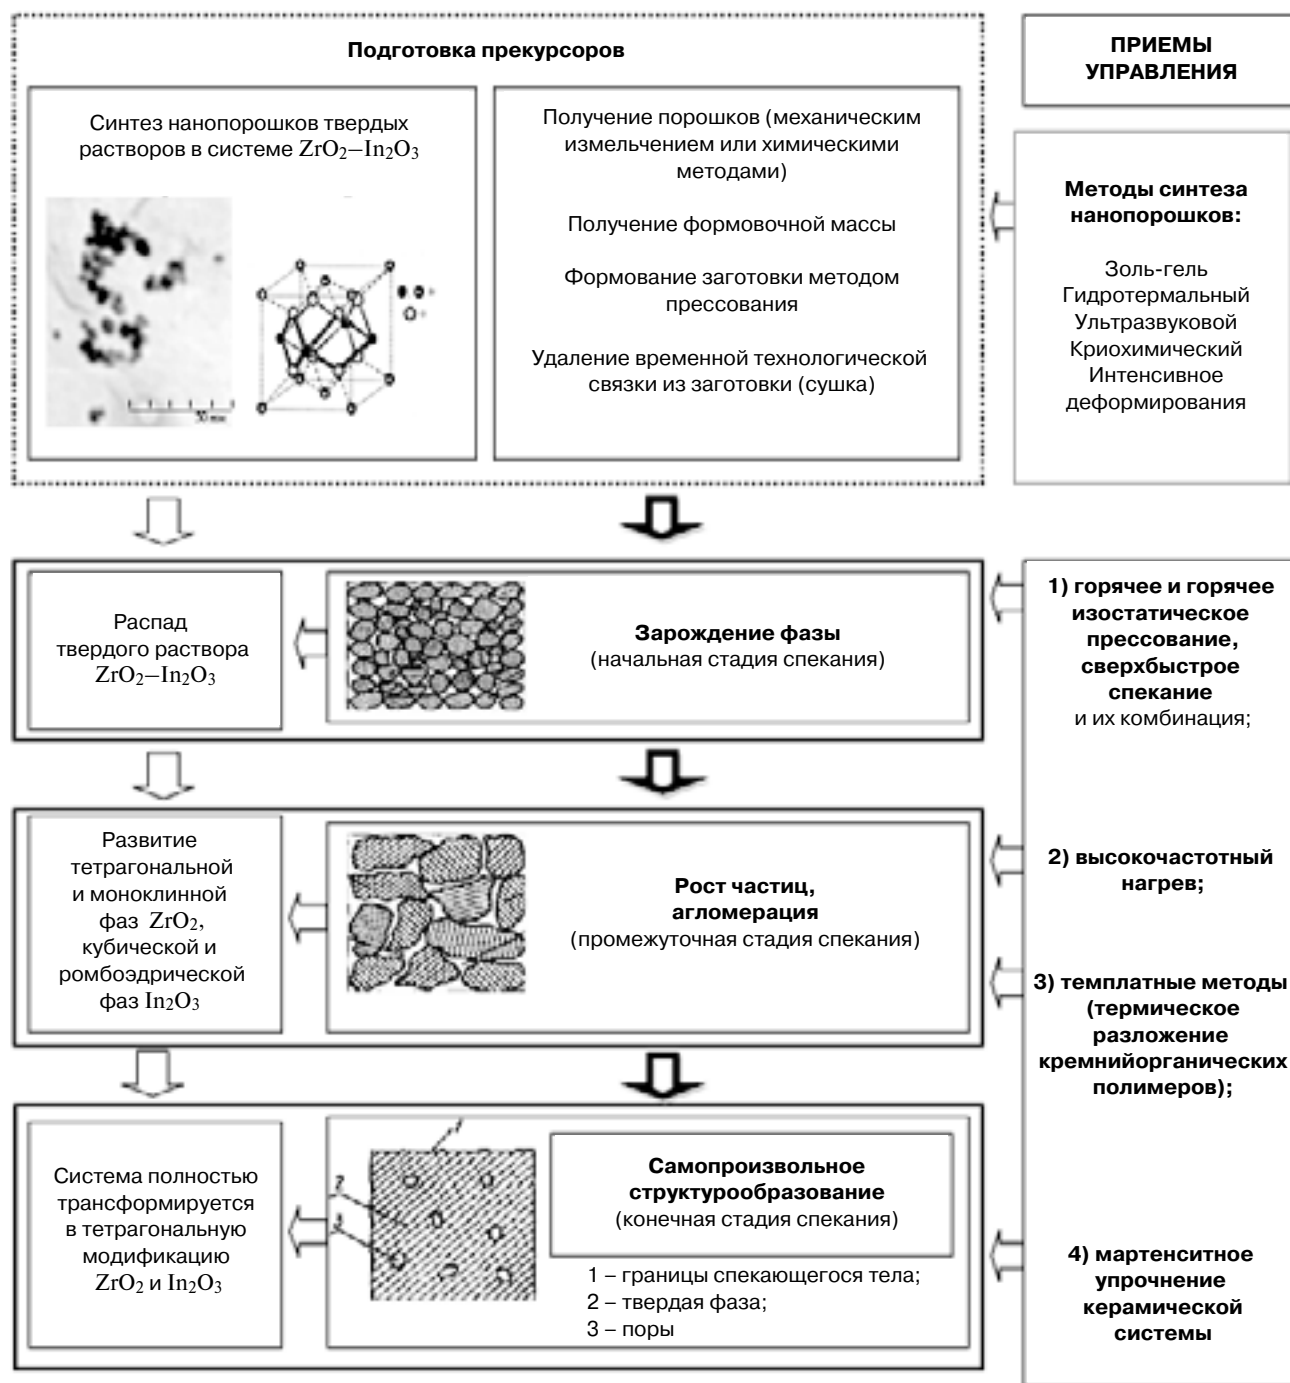 Подготовка прекурсоров
Синтез нанопорошков твердых
растворов в системе ZrO₂–In₂O₃
50 нм
Получение порошков (механическим
измельчением или химическими
методами)
Получение формовочной массы
Формование заготовки методом
прессования
Удаление временной технологической
связки из заготовки (сушка)
ПРИЕМЫ
УПРАВЛЕНИЯ
Методы синтеза
нанопорошков:
Золь-гель
Гидротермальный
Ультразвуковой
Криохимический
Интенсивное
деформирования
Распад
твердого раствора
ZrO₂–In₂O₃
Зарождение фазы
(начальная стадия спекания)
1) горячее и горячее
изостатическое
прессование,
сверхбыстрое
спекание
и их комбинация;
Развитие
тетрагональной
и моноклинной
фаз ZrO₂,
кубической и
ромбоэдрической
фаз In₂O₃
Рост частиц,
агломерация
(промежуточная стадия спекания)
2) высокочастотный
нагрев;
3) темплатные методы
(термическое
разложение
кремнийорганических
полимеров);
Система полностью
трансформируется
в тетрагональную
модификацию
ZrO₂ и In₂O₃
1
2
3
Самопроизвольное
структурообразование
(конечная стадия спекания)
1 – границы спекающегося тела;
2 – твердая фаза;
3 – поры
4) мартенситное
упрочнение
керамической
системы